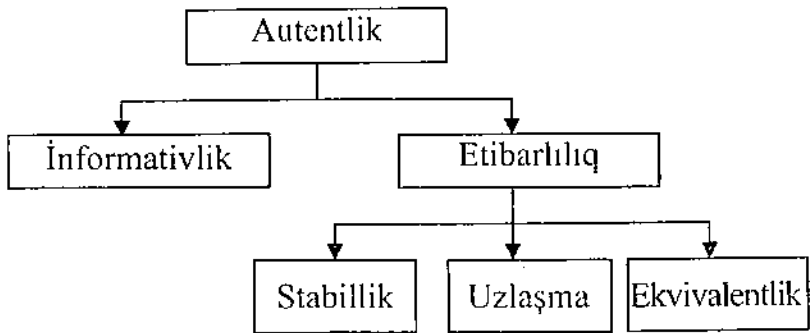 Autentlik
İnformativlik
Etibarlılıq
Stabillik
Uzlaşma
Ekvivalentlik